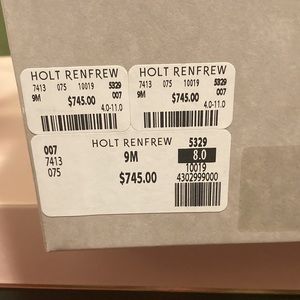 HOLT RENFREW
7413 075 10019 5329
9M 007
$745.00
4.0-11.0
HOLT RENFREW
7413 075 10019 5329
9M 007
$745.00
4.0-11.0
007 HOLT RENFREW 5329
7413 9M 8.0
075 10019
$745.00 4302999000